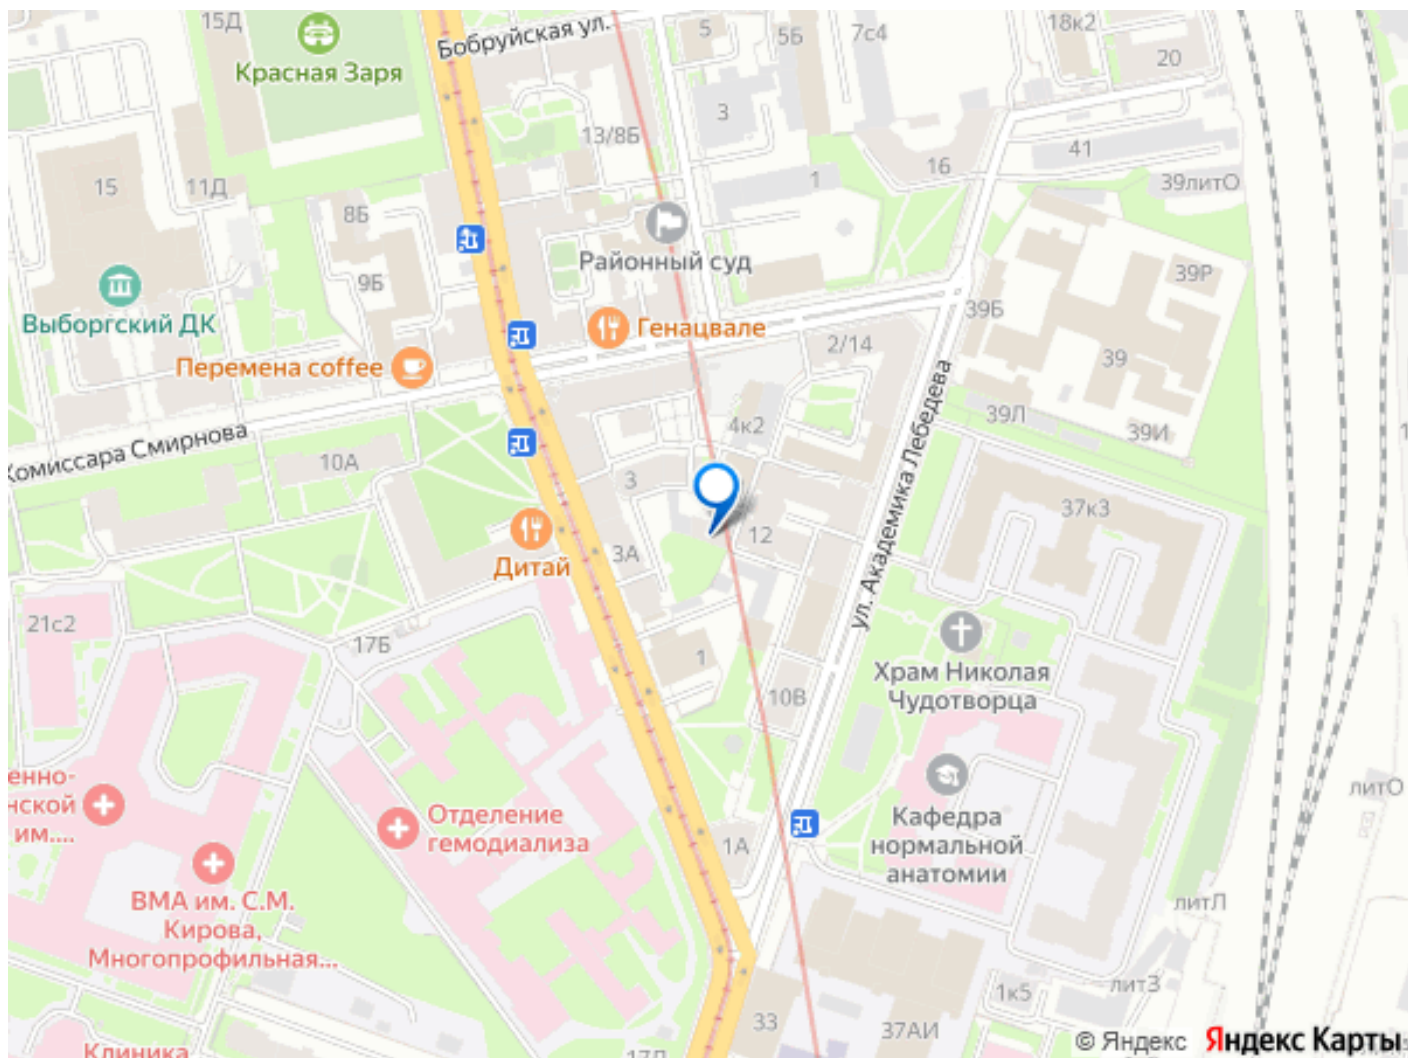 15Д
Бобруйская ул.
5
5Б
7с4
18к2
20
Красная Заря
3
13/8Б
41
16
39литО
15
11Д
8Б
1
Районный суд
39Р
9Б
Выборгский ДК
39Б
Генацвале
2/14
39
Перемена coffee
Комиссара Смирнова
ул. Академика Лебедева
4к2
39Л
39И
10А
3
37к3
12
3А
Дитай
21с2
17Б
1
Храм Николая
Чудотворца
10В
енно-
нской
им....
Отделение
гемодиализа
литО
1А
Кафедра
нормальной
анатомии
ВМА им. С.М.
Кирова,
Многопрофильная...
литЛ
литЗ
1к5
33
37АИ
Клиника
17Л
© Яндекс Яндекс Карты